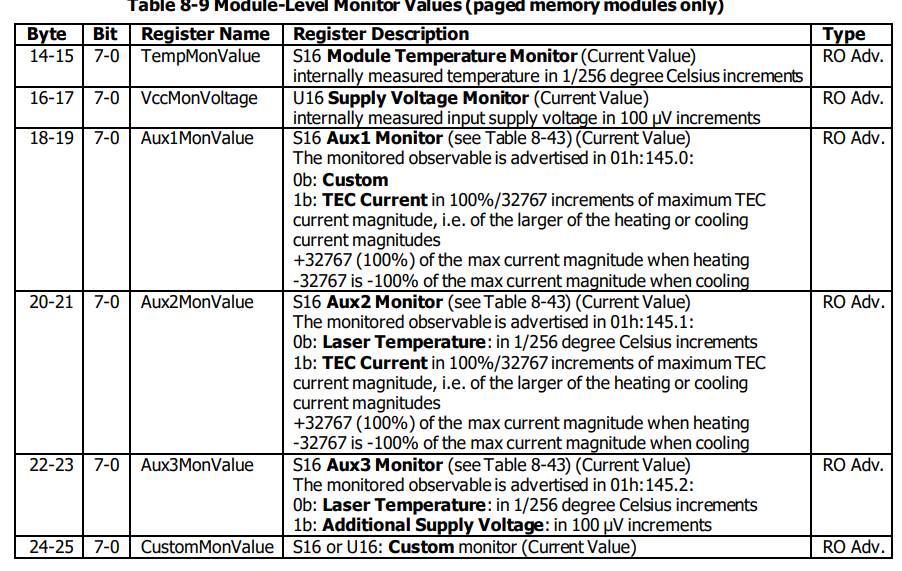 Table 8-9 Module-Level Monitor Values (paged memory modules only)
Byte Bit Register Name Register Description Type
14-15 7-0 TempMonValue S16 Module Temperature Monitor (Current Value) RO Adv.
internally measured temperature in 1/256 degree Celsius increments
16-17 7-0 VccMonVoltage U16 Supply Voltage Monitor (Current Value) RO Adv.
internally measured input supply voltage in 100 µV increments
18-19 7-0 Aux1MonValue S16 Aux1 Monitor (see Table 8-43) (Current Value) RO Adv.
The monitored observable is advertised in 01h:145.0:
0b: Custom
1b: TEC Current in 100%/32767 increments of maximum TEC
current magnitude, i.e. of the larger of the heating or cooling
current magnitudes
+32767 (100%) of the max current magnitude when heating
-32767 is -100% of the max current magnitude when cooling
20-21 7-0 Aux2MonValue S16 Aux2 Monitor (see Table 8-43) (Current Value) RO Adv.
The monitored observable is advertised in 01h:145.1:
0b: Laser Temperature: in 1/256 degree Celsius increments
1b: TEC Current in 100%/32767 increments of maximum TEC
current magnitude, i.e. of the larger of the heating or cooling
current magnitudes
+32767 (100%) of the max current magnitude when heating
-32767 is -100% of the max current magnitude when cooling
22-23 7-0 Aux3MonValue S16 Aux3 Monitor (see Table 8-43) (Current Value) RO Adv.
The monitored observable is advertised in 01h:145.2:
0b: Laser Temperature: in 1/256 degree Celsius increments
1b: Additional Supply Voltage: in 100 µV increments
24-25 7-0 CustomMonValue S16 or U16: Custom monitor (Current Value) RO Adv.